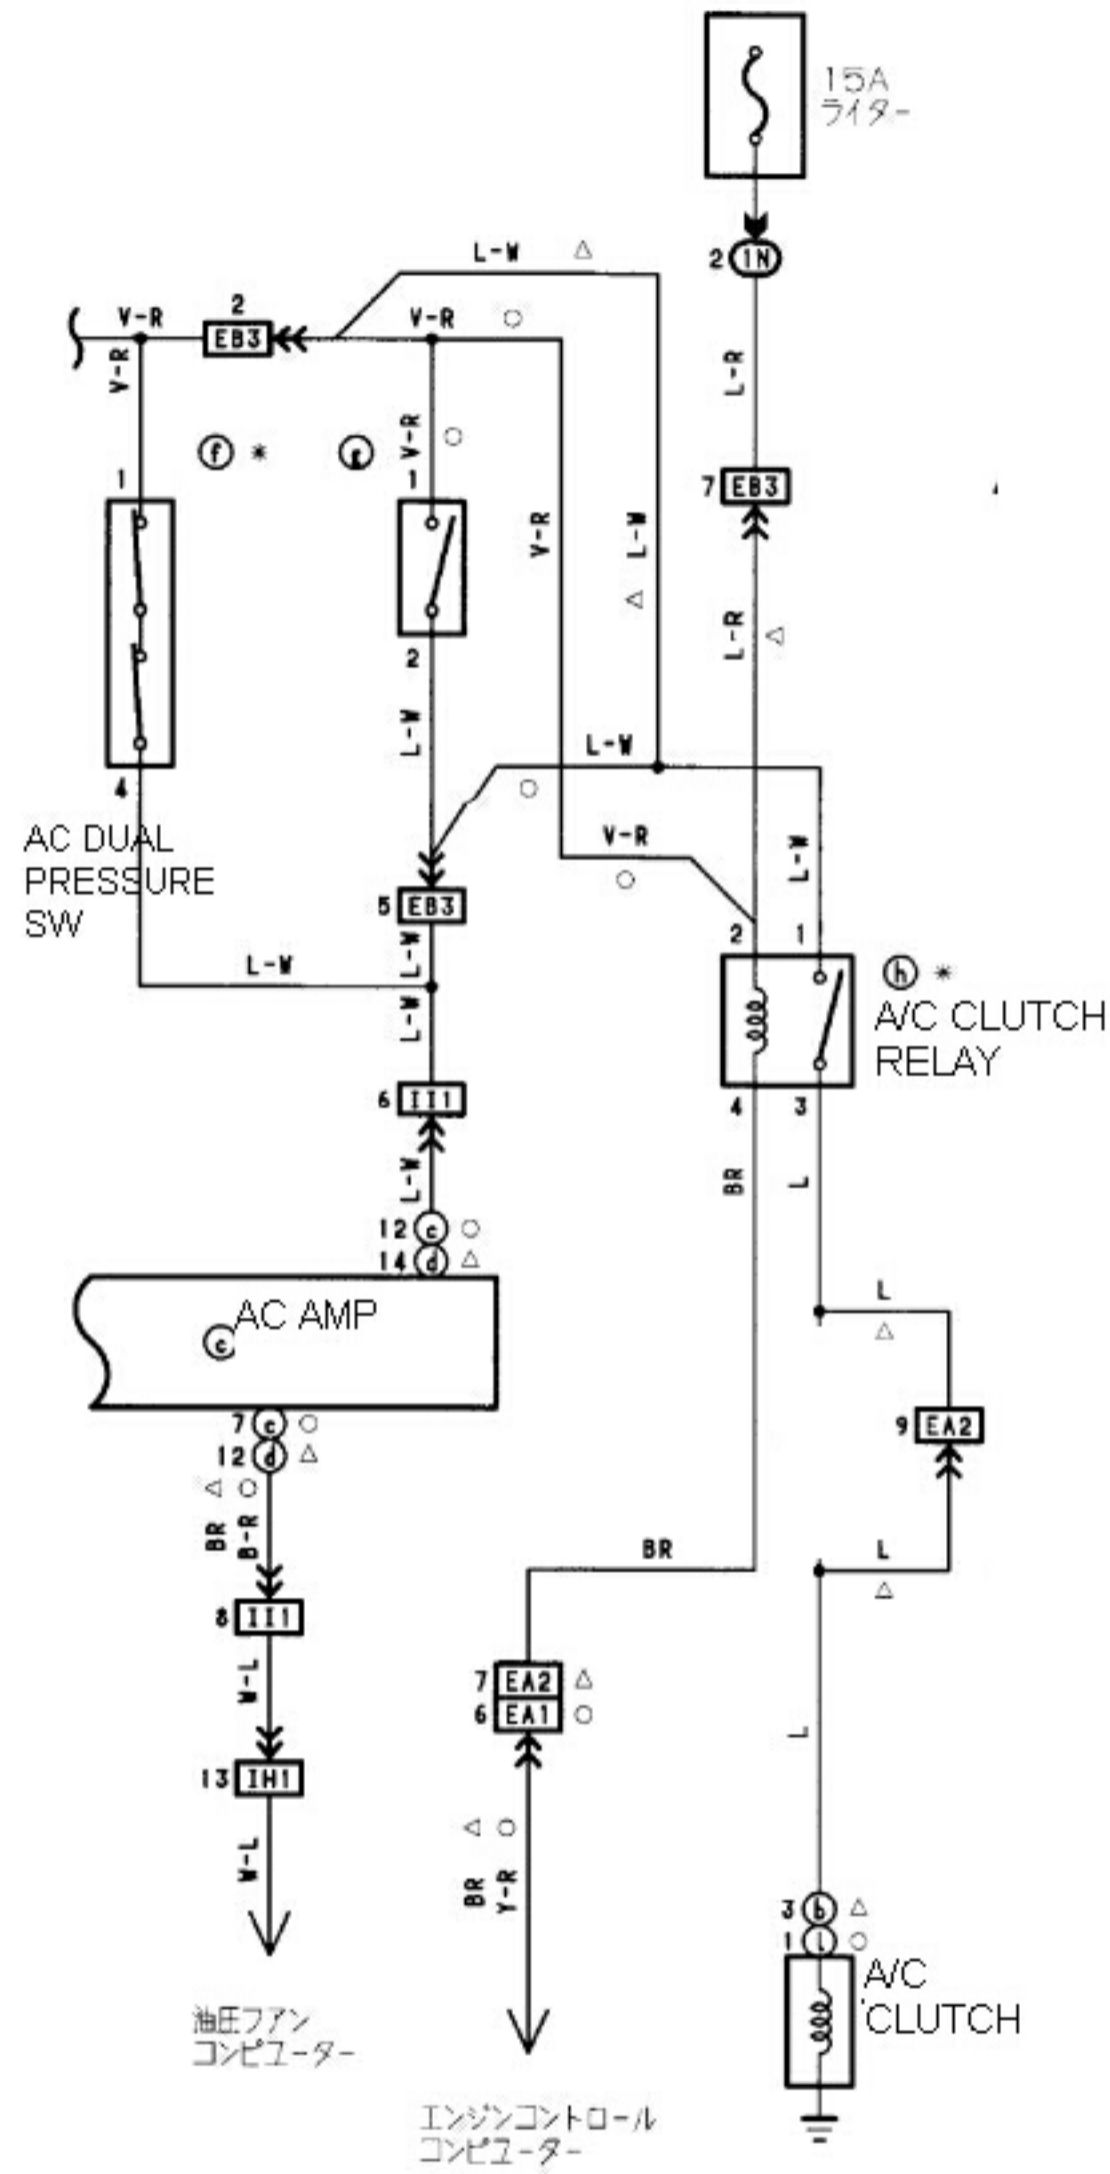 15A
ライター
2 1N
L-W △
2
V-R EB3 V-R ○
V-R
L-R
f * V-R ○
1 1
7 EB3
V-R
L-W
△
L-R △
2
L-W
4
L-W
○
AC DUAL
PRESSURE
SW
V-R
○
L-W
5 EB3
2 1
L-W
L-W
h *
A/C CLUTCH
RELAY
L-W
6 II1
4 3
L-W
BR
L
12 c ○
14 d △
AC AMP
c
L
△
7 c ○
12 d △
9 EA2
△ ○
BR
B-R
BR
L
△
8 II1
W-L
7 EA2 △
6 EA1 ○
L
13 IH1
W-L
△ ○
BR
Y-R
3 b △
1 ○
A/C
CLUTCH
油圧ファン
コンピューター
エンジンコントロール
コンピューター